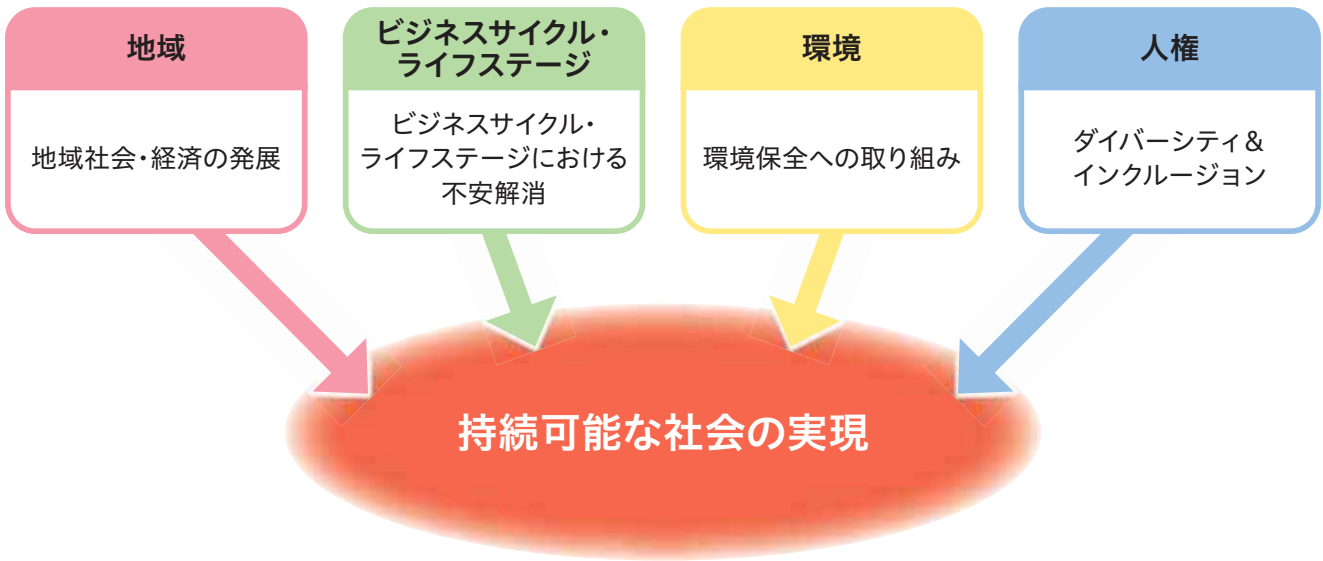 地域
地域社会・経済の発展
ビジネスサイクル・
ライフステージ
ビジネスサイクル・
ライフステージにおける
不安解消
環境
環境保全への取り組み
人権
ダイバーシティ＆
インクルージョン
持続可能な社会の実現